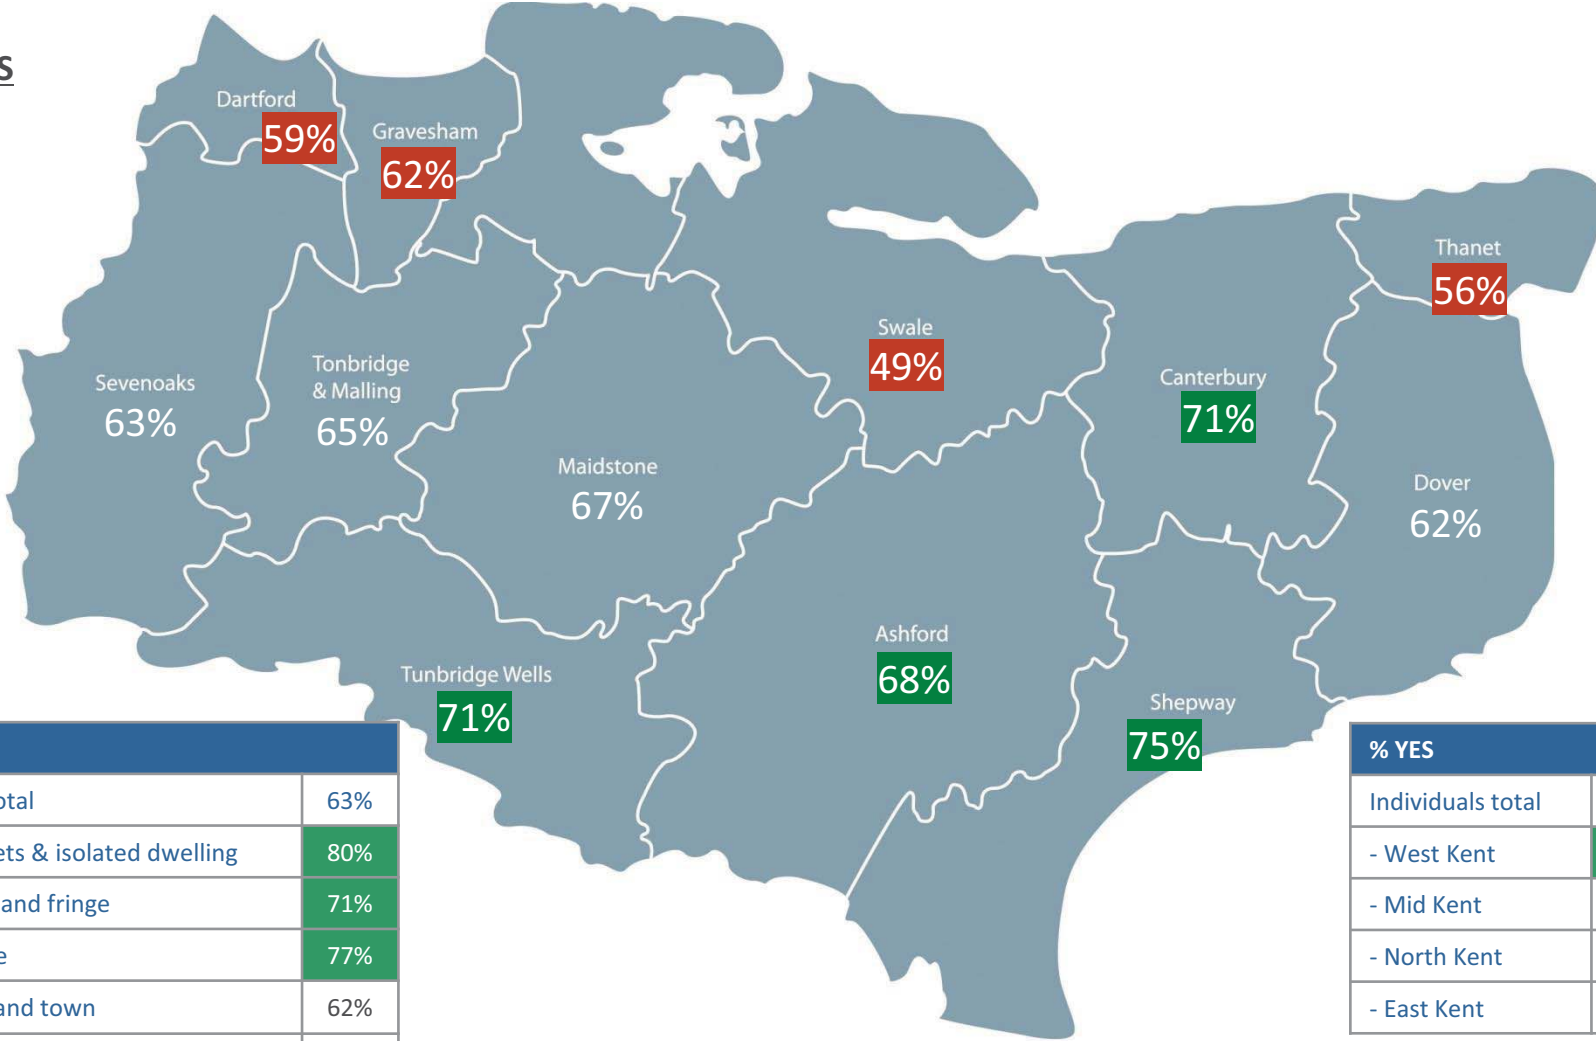 S
Dartford
59%
Gravesham
62%
Thanet
56%
Swale
49%
Canterbury
71%
Sevenoaks
63%
Tonbridge
& Malling
65%
Maidstone
67%
Dover
62%
Ashford
68%
Tunbridge Wells
71%
Shepway
75%
otal 63%
ets & isolated dwelling 80%
and fringe 71%
e 77%
and town 62%
% YES
Individuals total
- West Kent
- Mid Kent
- North Kent
- East Kent